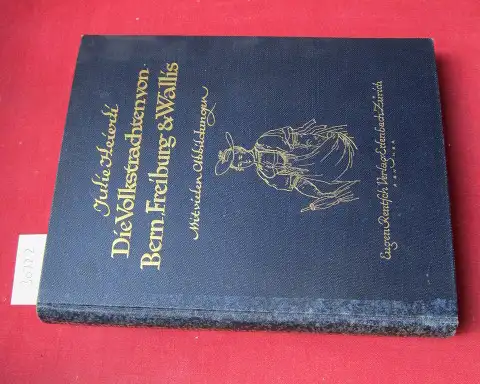 Julie Heierli
Die Volkstrachten von
Bern, Freiburg & Wallis
Mit vielen Abbildungen
Eugen Rentsch Verlag Erlenbach-Zürich